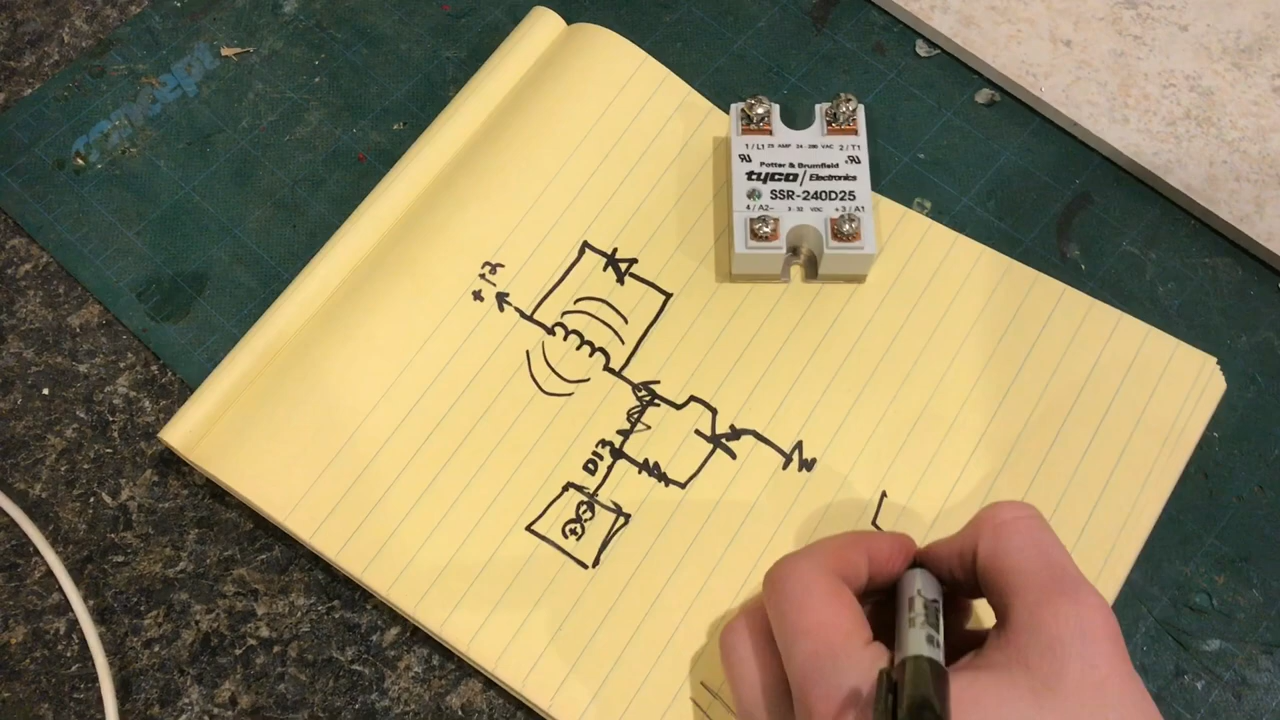 concept
1/L1 25 AMP 24-280 VAC 2/T1
Potter & Brumfield
tyco / Electronics
SSR-240D25
4/A2- 3-32 VDC +3/A1
+12
D13